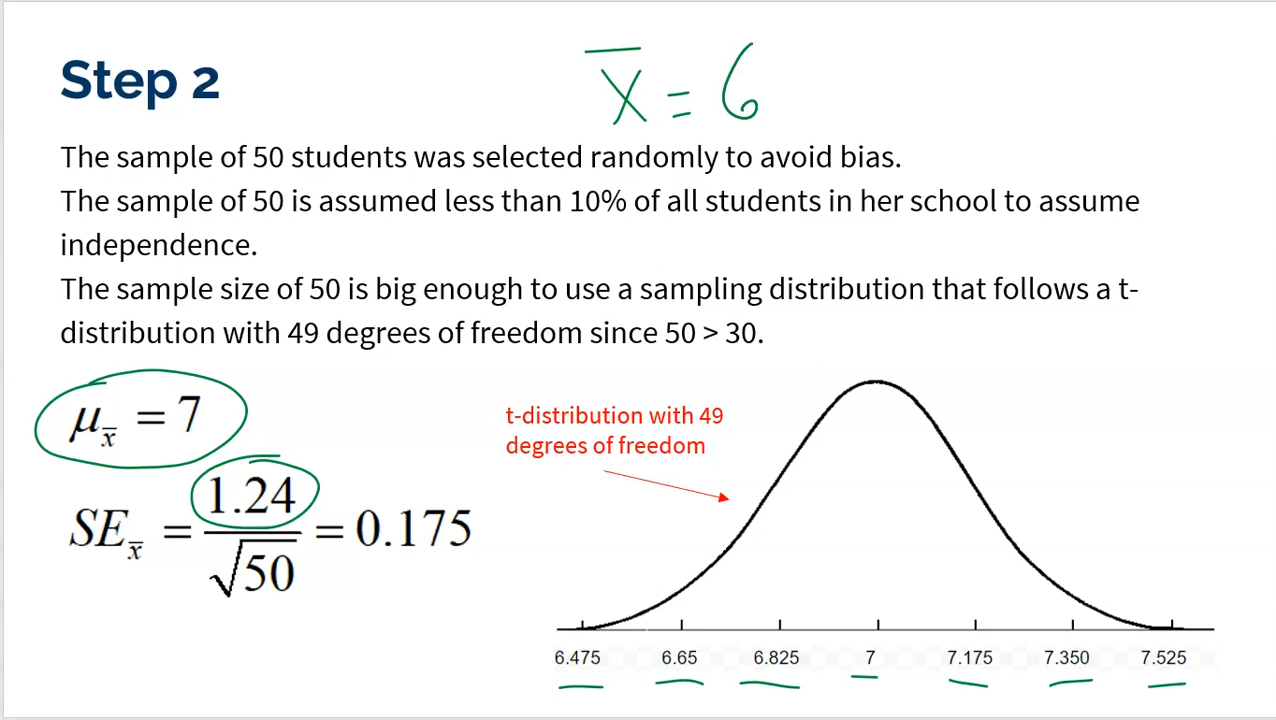 Step 2
x̅ = 6
The sample of 50 students was selected randomly to avoid bias.
The sample of 50 is assumed less than 10% of all students in her school to assume
independence.
The sample size of 50 is big enough to use a sampling distribution that follows a t-
distribution with 49 degrees of freedom since 50 > 30.
μ_x̅ = 7
SE_x̅ = 1.24/√50 = 0.175
t-distribution with 49
degrees of freedom
6.475 6.65 6.825 7 7.175 7.350 7.525